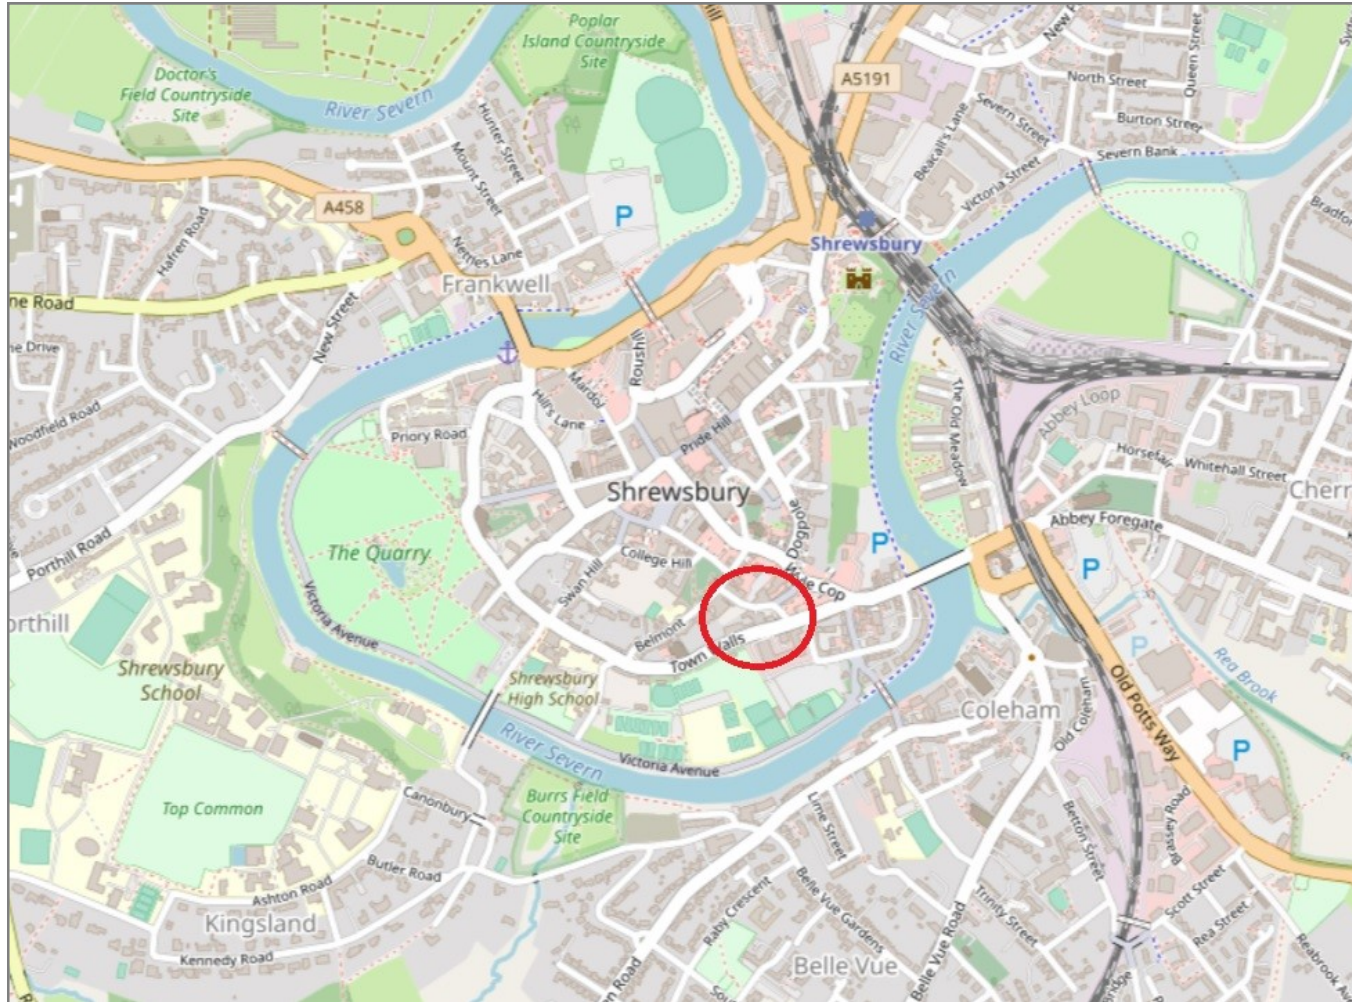 Poplar
Island Countryside
Site
Doctor's
Field Countryside
Site
River Severn
A5191
North Street
Queen Street
Burton Street
Severn Street
Beacall's Lane
Severn Bank
Victoria Street
Hunter Street
Mount Street
A458
P
Hafren Road
Nettles Lane
Frankwell
Shrewsbury
River Severn
ne Road
New Street
ne Drive
Roushill
Mardol
Hill's Lane
Woodfield Road
Priory Road
Pride Hill
The Old Meadow
Abbey Loop
Horsefair
Whitehall Street
Cherr
Shrewsbury
Dogpole
Abbey Foregate
P
P
Porthill Road
The Quarry
College Hill
Swan Hill
Wyle Cop
Victoria Avenue
Belmont
Town Walls
orthill
Shrewsbury
School
Shrewsbury
High School
P
Rea Brook
Coleham
Old Coleham
Old Potts Way
P
River Severn
Victoria Avenue
Top Common
Canonbury
Burrs Field
Countryside
Site
Lime Street
Betton Street
Brassey Road
Butler Road
Ashton Road
Kingsland
Kennedy Road
Raby Crescent
Belle Vue Gardens
Belle Vue Road
Trinity Street
Scott Street
Rea Street
Belle Vue